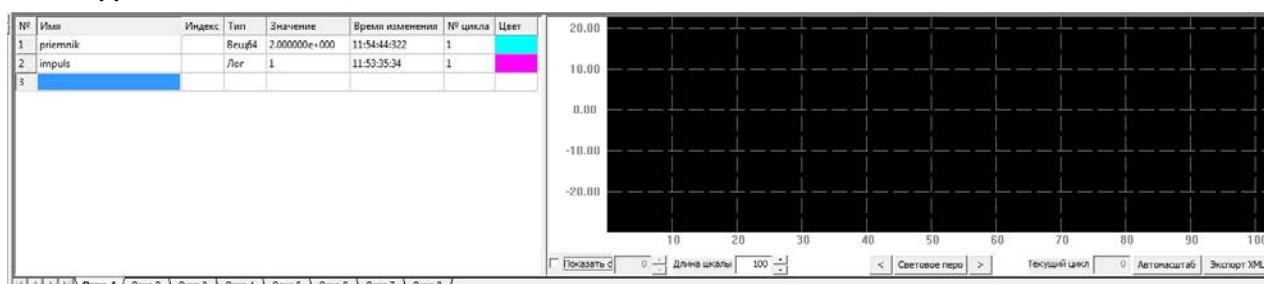 № Имя Индекс Тип Значение Время изменения № цикла Цвет
1 priemnik Вещ64 2.000000e+000 11:54:44:322 1
2 impuls Лог 1 11:53:35:34 1
3
20.00
10.00
0.00
-10.00
-20.00
10 20 30 40 50 60 70 80 90 100
Показать с 0 Длина шкалы 100 < Световое перо > Текущий цикл 0 Автомасштаб Экспорт XML